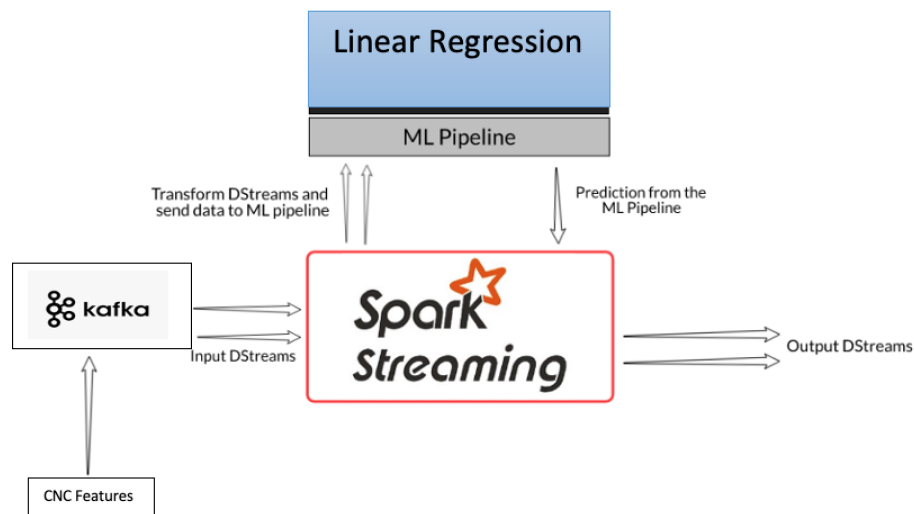 Linear Regression
ML Pipeline
Transform DStreams and
send data to ML pipeline
Prediction from the
ML Pipeline
kafka
Spark
Streaming
Input DStreams
Output DStreams
CNC Features